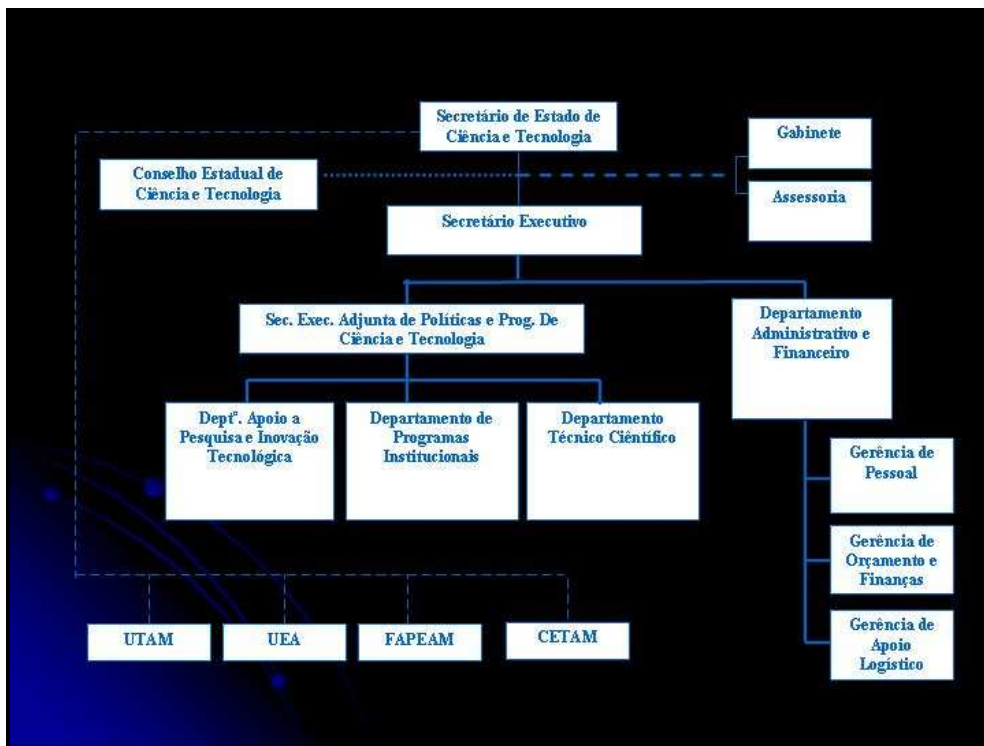 Secretário de Estado de
Ciência e Tecnologia
Gabinete
Conselho Estadual de
Ciência e Tecnologia
Assessoria
Secretário Executivo
Sec. Exec. Adjunta de Políticas e Prog. De
Ciência e Tecnologia
Departamento
Administrativo e
Financeiro
Deptº. Apoio a
Pesquisa e Inovação
Tecnológica
Departamento de
Programas
Institucionais
Departamento
Técnico Ciêntífico
Gerência de
Pessoal
Gerência de
Orçamento e
Finanças
Gerência de
Apoio
Logístico
UTAM
UEA
FAPEAM
CETAM